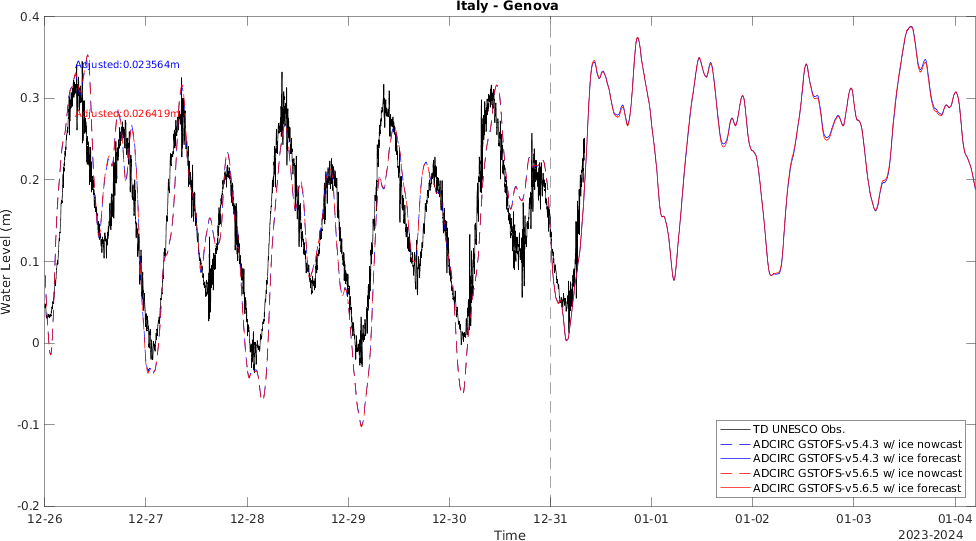 Italy - Genova
0.4
0.3
0.2
0.1
0
-0.1
-0.2
Water Level (m)
Adjusted:0.023564m
Adjusted:0.026419m
TD UNESCO Obs.
ADCIRC GSTOFS-v5.4.3 w/ ice nowcast
ADCIRC GSTOFS-v5.4.3 w/ ice forecast
ADCIRC GSTOFS-v5.6.5 w/ ice nowcast
ADCIRC GSTOFS-v5.6.5 w/ ice forecast
12-26 12-27 12-28 12-29 12-30 12-31 01-01 01-02 01-03 01-04
Time
2023-2024